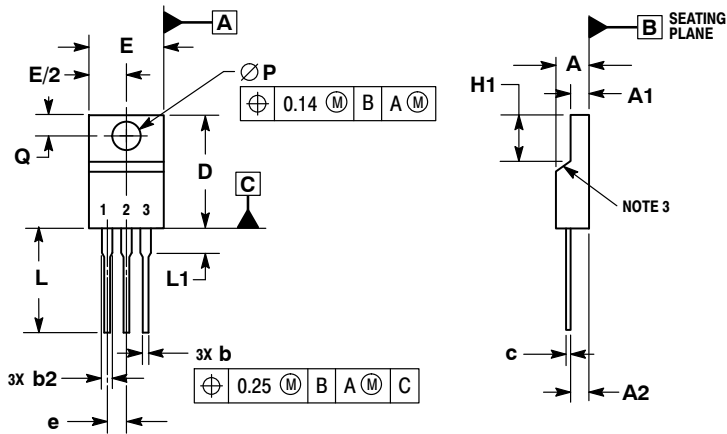 A
E
E/2
∅ P
⌖ 0.14 Ⓜ B A Ⓜ
Q
D
C
1 2 3
L
L1
3X b
3X b2
⌖ 0.25 Ⓜ B A Ⓜ C
e
B SEATING
PLANE
A
H1
A1
NOTE 3
c
A2